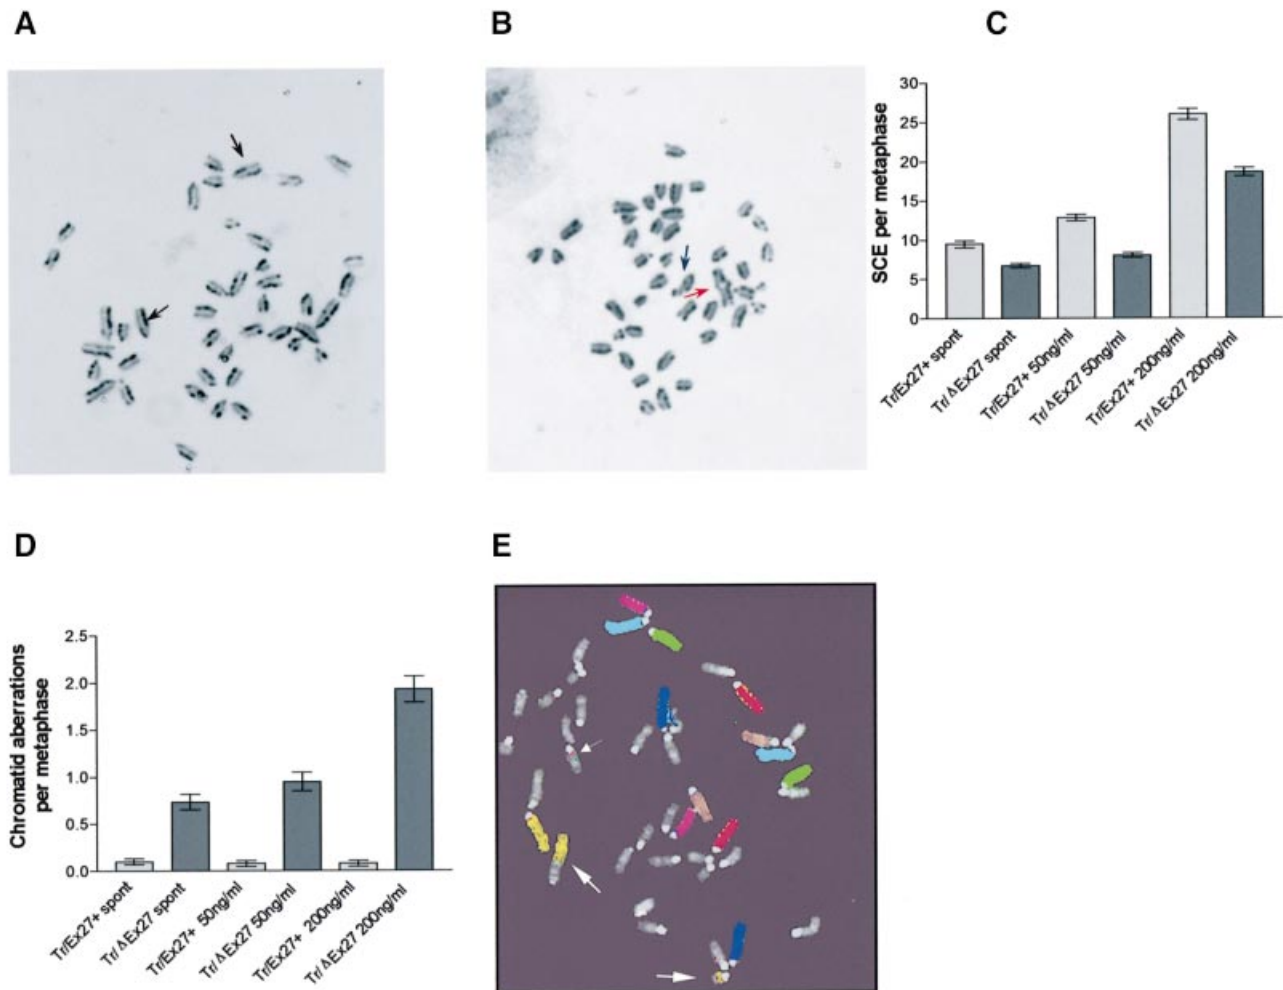 A
B
C
30
25
20
15
10
5
0
SCE per metaphase
Tr/Ex27+ spont
Tr/ΔEx27 spont
Tr/Ex27+ 50ng/ml
Tr/ΔEx27 50ng/ml
Tr/Ex27+ 200ng/ml
Tr/ΔEx27 200ng/ml
D
E
2.5
2.0
1.5
1.0
0.5
0.0
Chromatid aberrations
per metaphase
Tr/Ex27+ spont
Tr/ΔEx27 spont
Tr/Ex27+ 50ng/ml
Tr/ΔEx27 50ng/ml
Tr/Ex27+ 200ng/ml
Tr/ΔEx27 200ng/ml